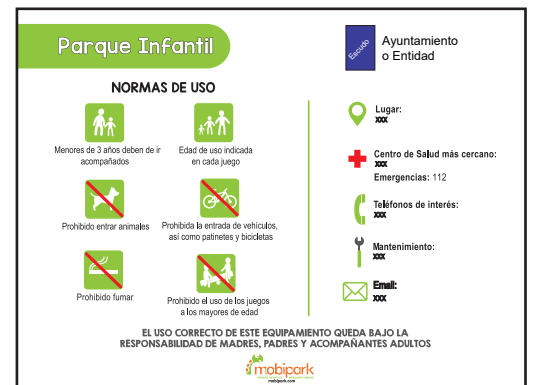 Parque Infantil
Escudo
Ayuntamiento
o Entidad
NORMAS DE USO
Menores de 3 años deben de ir
acompañados
Edad de uso indicada
en cada juego
Prohibido entrar animales
Prohibida la entrada de vehículos,
así como patinetes y bicicletas
Prohibido fumar
Prohibido el uso de los juegos
a los mayores de edad
Lugar:
xxx
Centro de Salud más cercano:
xxx
Emergencias: 112
Teléfonos de interés:
xxx
Mantenimiento:
xxx
Email:
xxx
EL USO CORRECTO DE ESTE EQUIPAMIENTO QUEDA BAJO LA
RESPONSABILIDAD DE MADRES, PADRES Y ACOMPAÑANTES ADULTOS
mobipark
mobipark.com